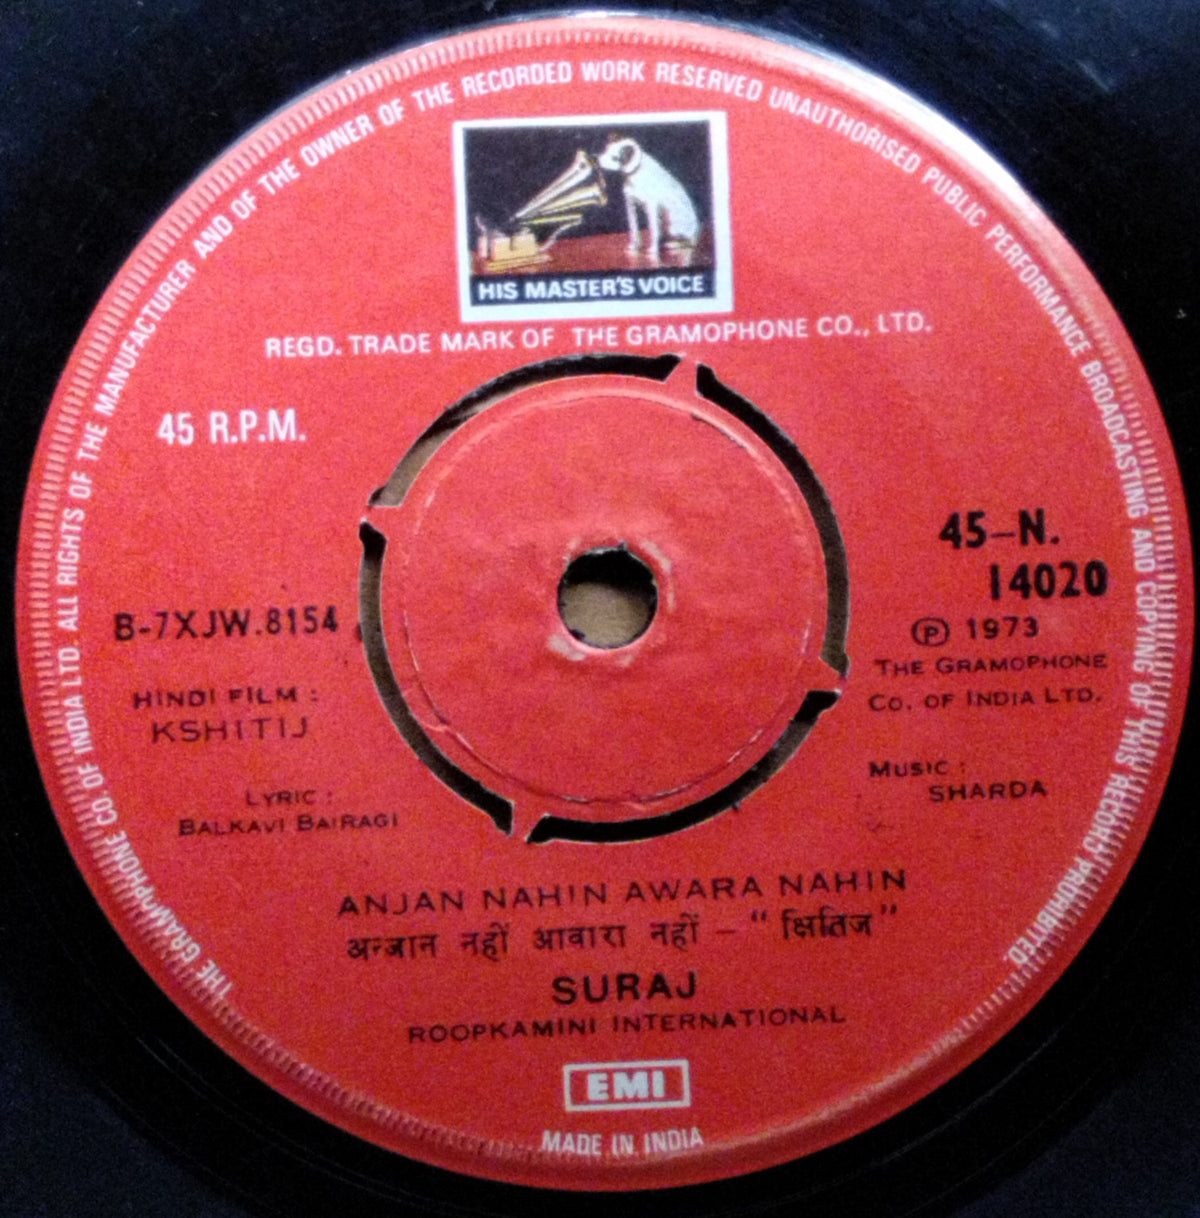 THE GRAMOPHONE CO. OF INDIA LTD. ALL RIGHTS OF THE MANUFACTURER AND OF THE OWNER OF THE RECORDED WORK RESERVED UNAUTHORISED PUBLIC PERFORMANCE BROADCASTING AND COPYING OF THIS RECORD PROHIBITED.
HIS MASTER'S VOICE
REGD. TRADE MARK OF THE GRAMOPHONE CO., LTD.
45 R.P.M.
45-N.
14020
B-7XJW.8154
Ⓟ 1973
THE GRAMOPHONE
CO. OF INDIA LTD.
HINDI FILM :
KSHITIJ
MUSIC :
SHARDA
LYRIC :
BALKAVI BAIRAGI
ANJAN NAHIN AWARA NAHIN
अन्जान नहीं आवारा नहीं - "क्षितिज"
SURAJ
ROOPKAMINI INTERNATIONAL
EMI
MADE IN INDIA